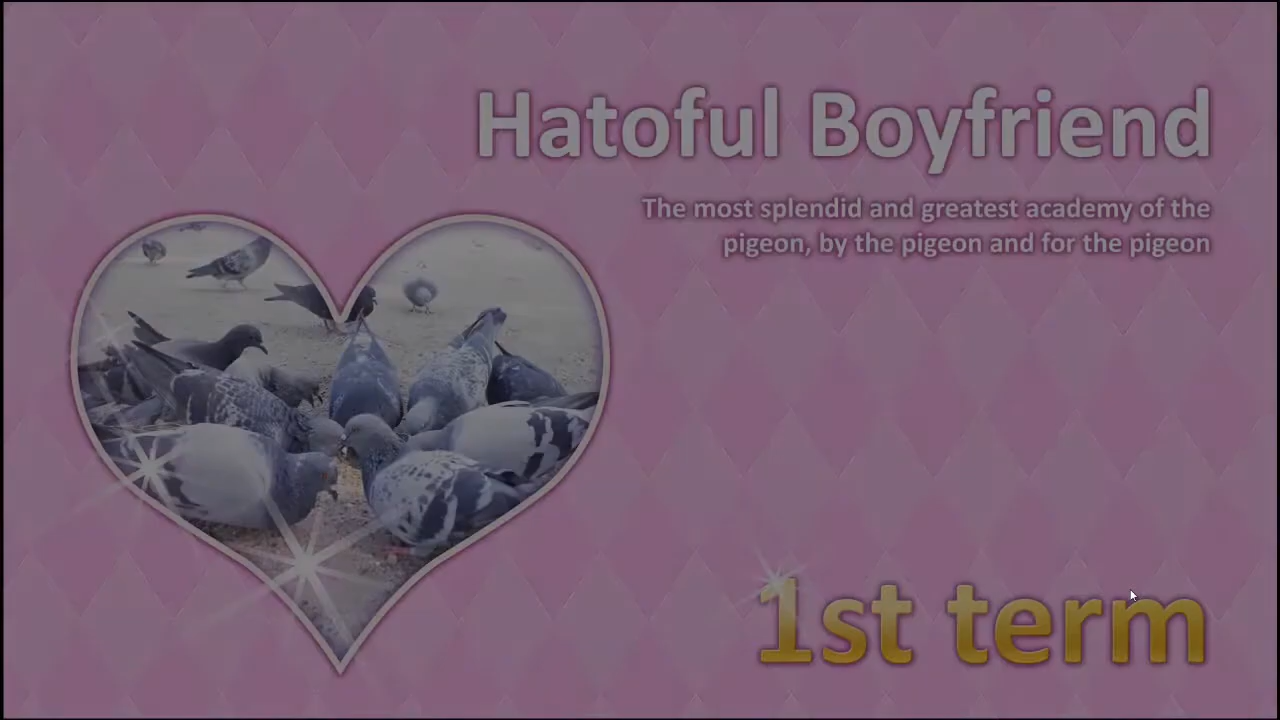 Hatoful Boyfriend
The most splendid and greatest academy of the
pigeon, by the pigeon and for the pigeon
1st term